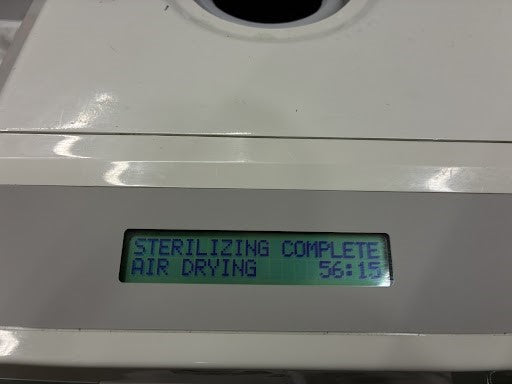 STERILIZING COMPLETE
AIR DRYING 56:15